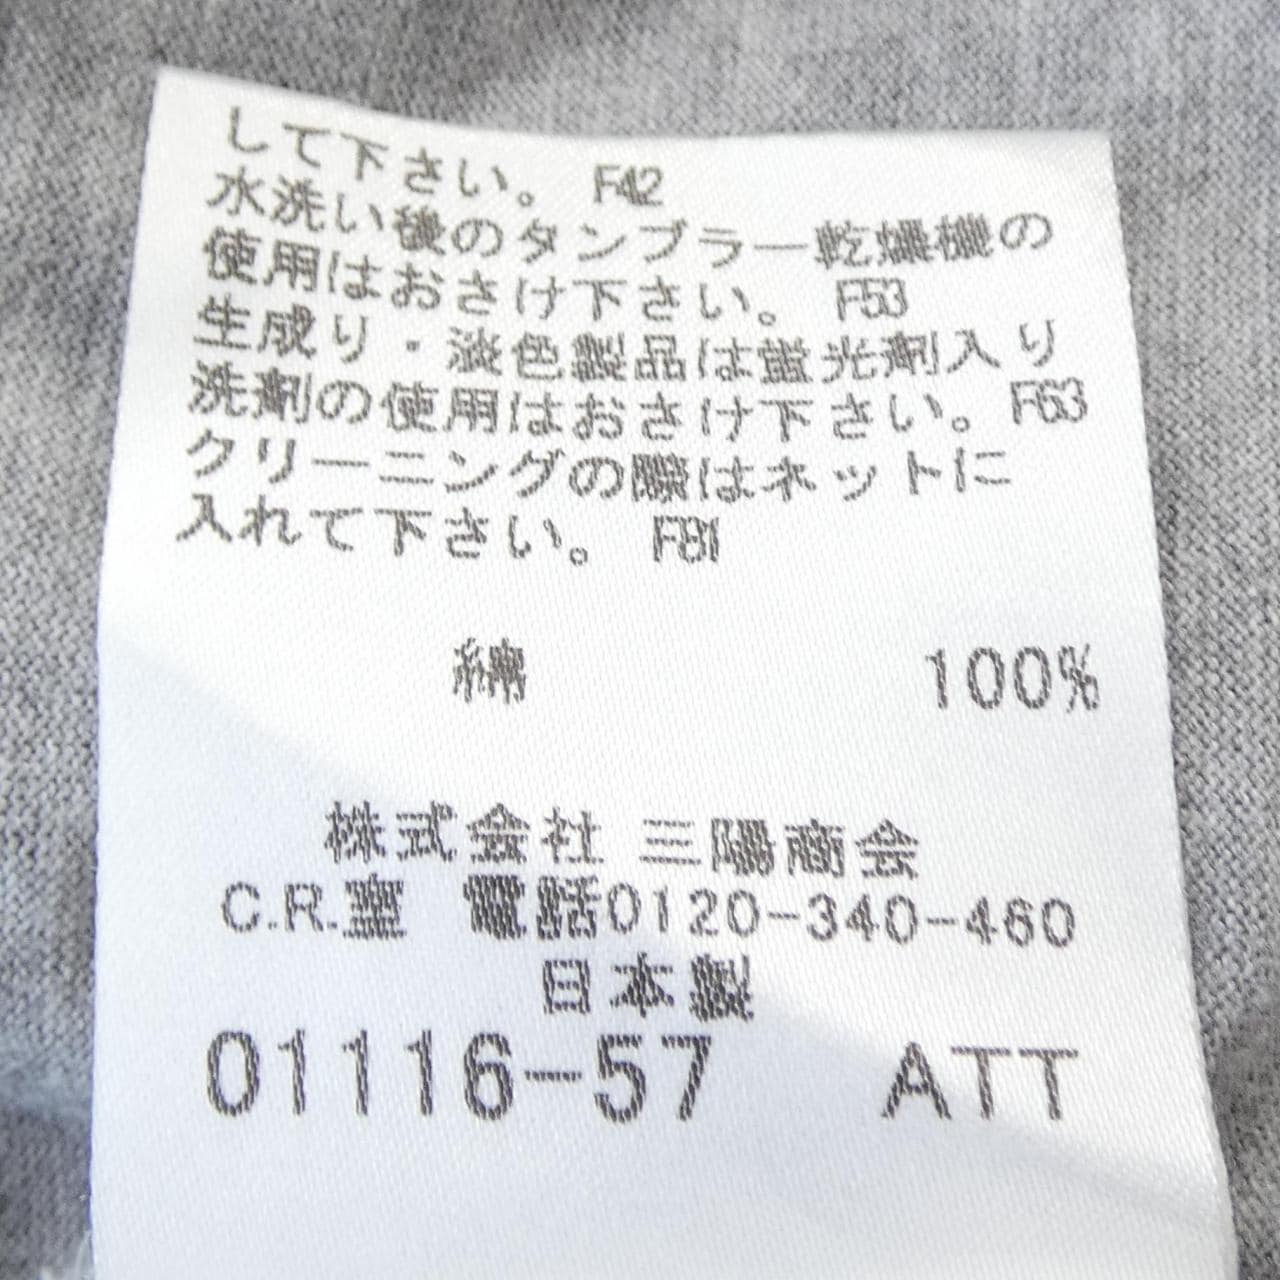 して下さい。 F42
水洗い後のタンブラー乾燥機の
使用はおさけ下さい。 F53
生成り・淡色製品は蛍光剤入り
洗剤の使用はおさけ下さい。F63
クリーニングの際はネットに
入れて下さい。 F81
綿 100%
株式会社 三陽商会
C.R.室 電話0120-340-460
日本製
01116-57 ATT